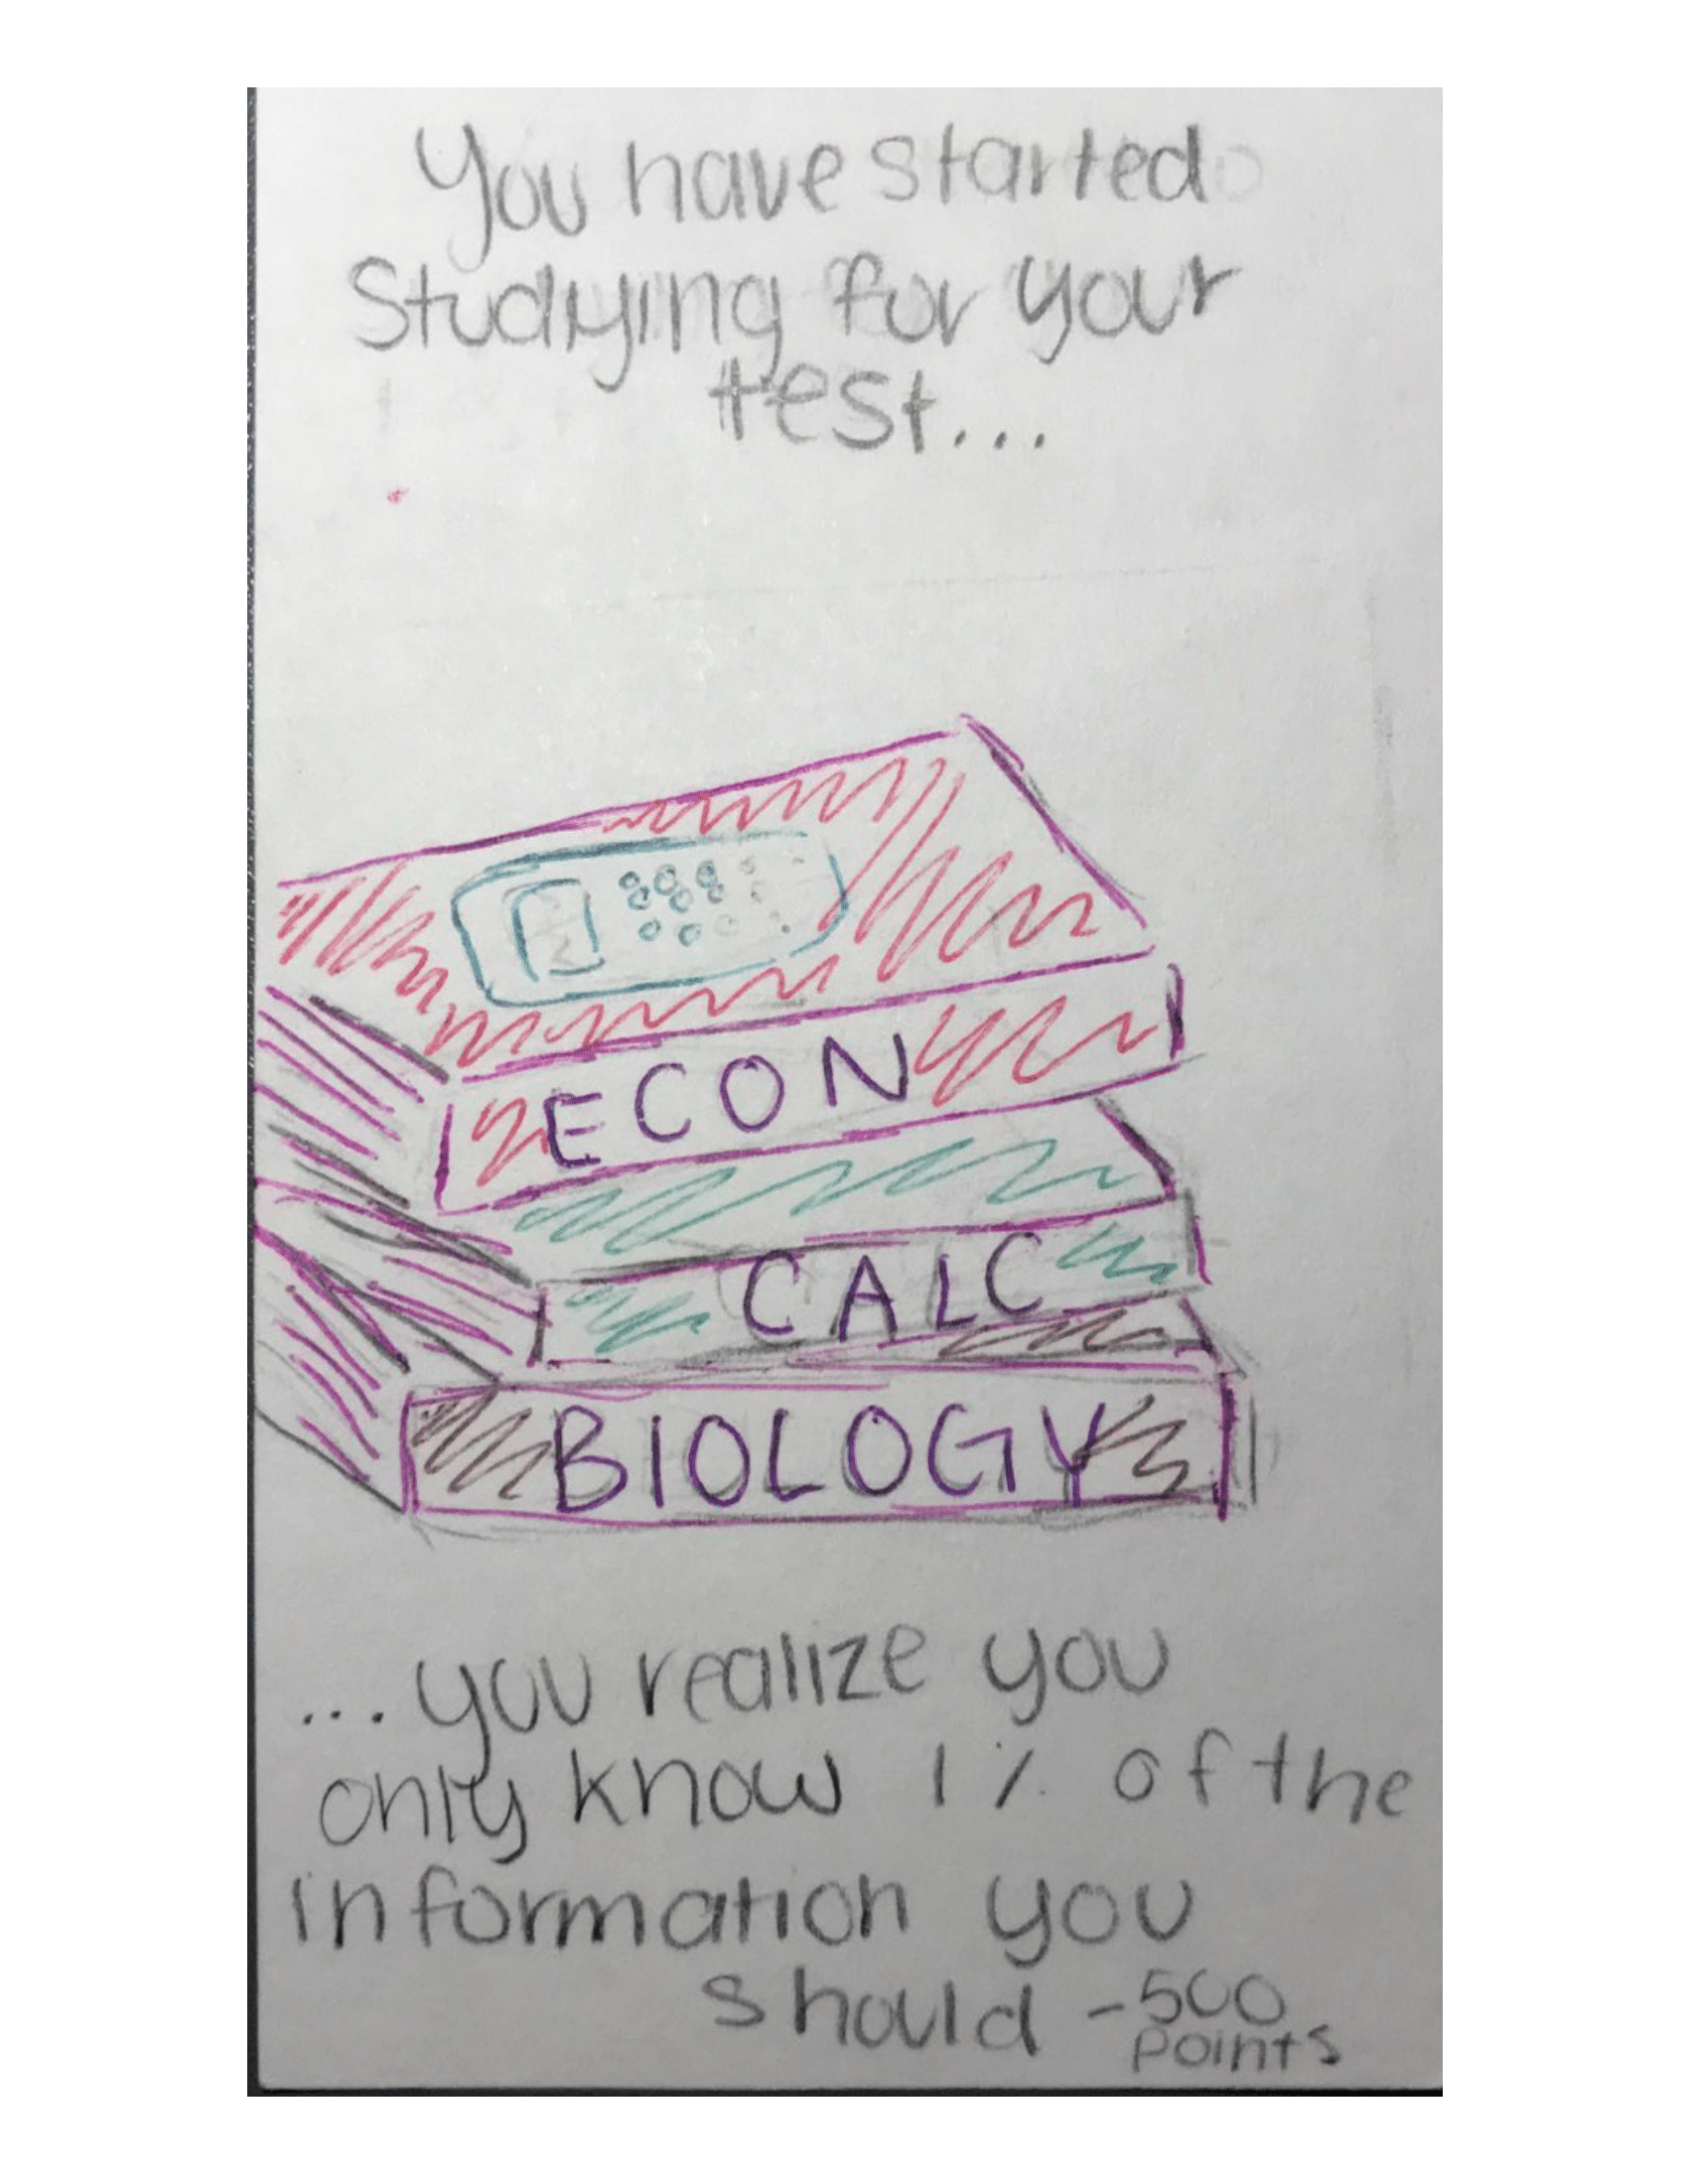 You have started
Studying for your
test...
ECON
CALC
BIOLOGY
...you realize you
only know 1% of the
information you
should -500
Points